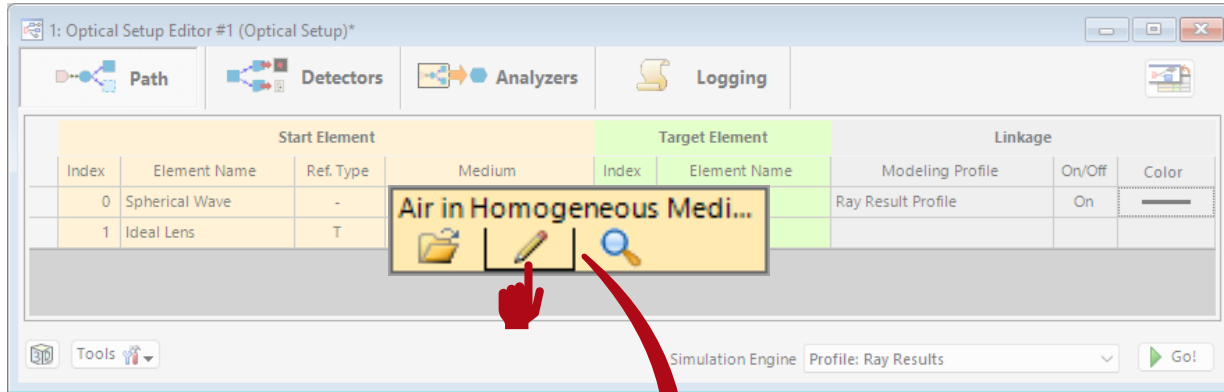 1: Optical Setup Editor #1 (Optical Setup)*
Path Detectors Analyzers Logging
Start Element Target Element Linkage
Index Element Name Ref. Type Medium Index Element Name Modeling Profile On/Off Color
0 Spherical Wave - Ray Result Profile On
Air in Homogeneous Medi...
1 Ideal Lens T
3D Tools Simulation Engine Profile: Ray Results Go!